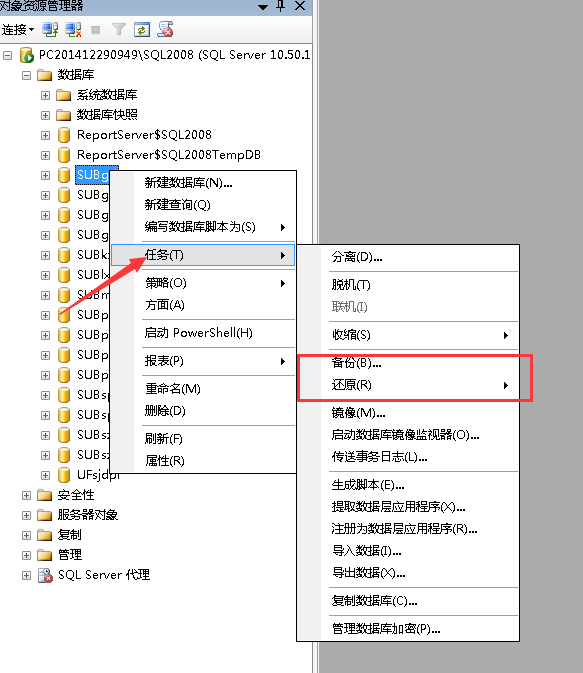 对象资源管理器
连接
PC201412290949\SQL2008 (SQL Server 10.50.1
数据库
系统数据库
数据库快照
ReportServer$SQL2008
ReportServer$SQL2008TempDB
SUBg
SUBg
SUBg
SUBg
SUBk
SUBlx
SUBm
SUBp
SUBp
SUBp
SUBp
SUBsp
SUBsp
SUBsz
SUBsz
UFsjdpf
安全性
服务器对象
复制
管理
SQL Server 代理
新建数据库(N)...
新建查询(Q)
编写数据库脚本为(S)
任务(T)
策略(O)
方面(A)
启动 PowerShell(H)
报表(P)
重命名(M)
删除(D)
刷新(F)
属性(R)
分离(D)...
脱机(T)
联机(I)
收缩(S)
备份(B)...
还原(R)
镜像(M)...
启动数据库镜像监视器(O)...
传送事务日志(L)...
生成脚本(E)...
提取数据层应用程序(X)...
注册为数据层应用程序(R)...
导入数据(I)...
导出数据(X)...
复制数据库(C)...
管理数据库加密(P)...